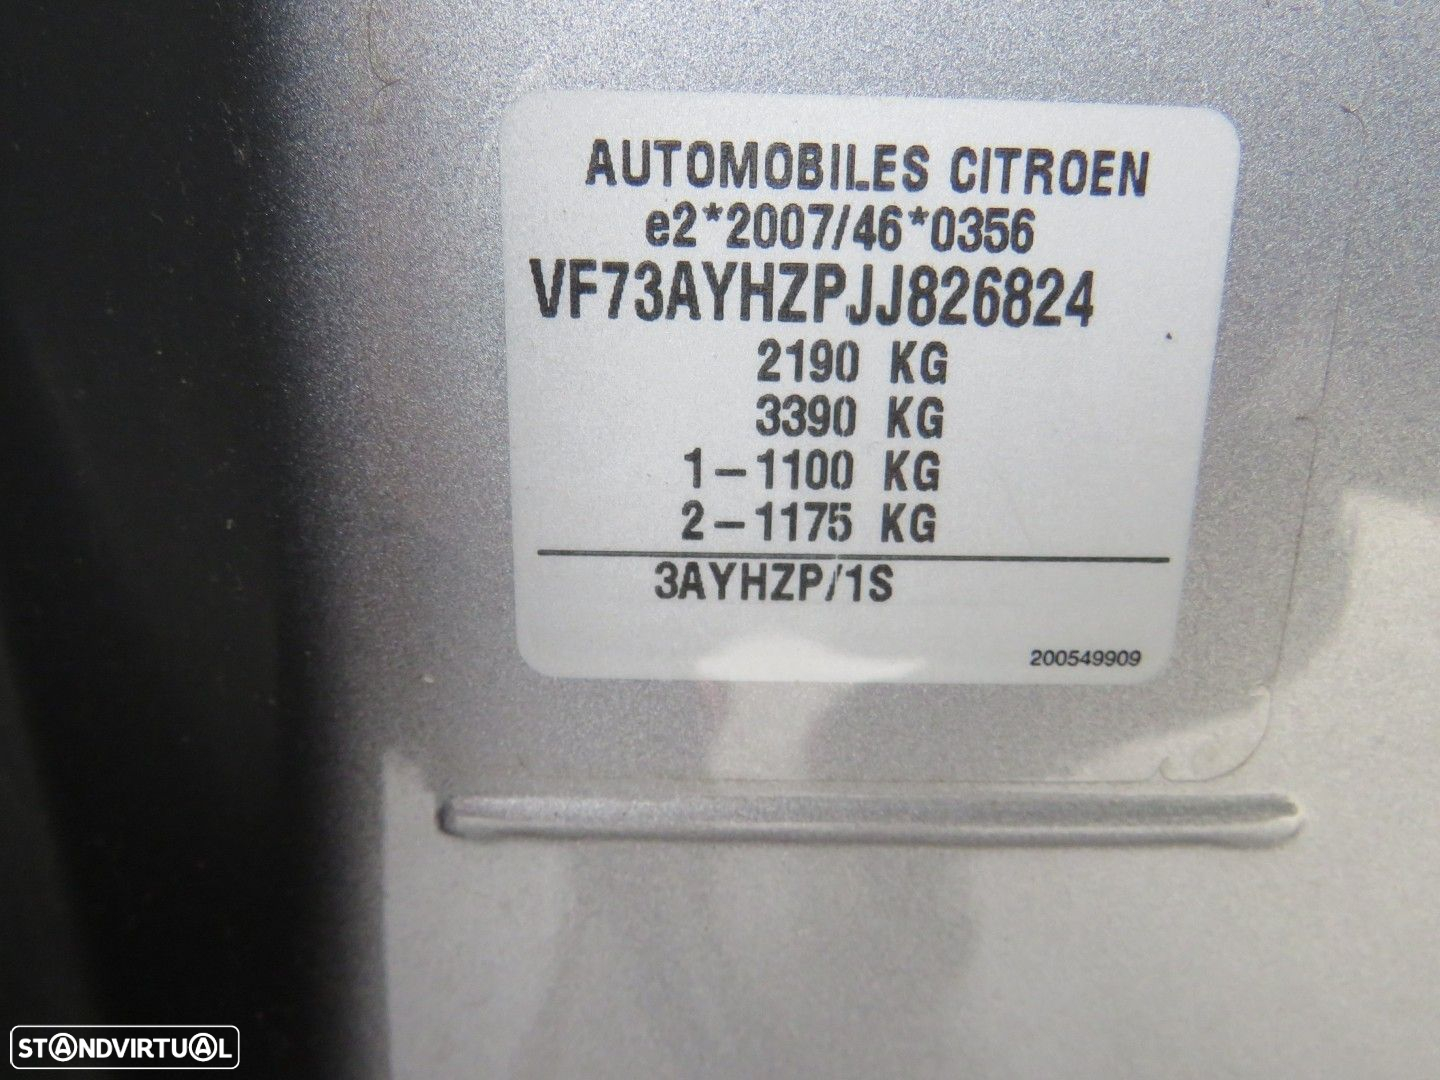 AUTOMOBILES CITROEN
e2*2007/46*0356
VF73AYHZPJJ826824
2190 KG
3390 KG
1-1100 KG
2-1175 KG
3AYHZP/1S
200549909
STANDVIRTUAL